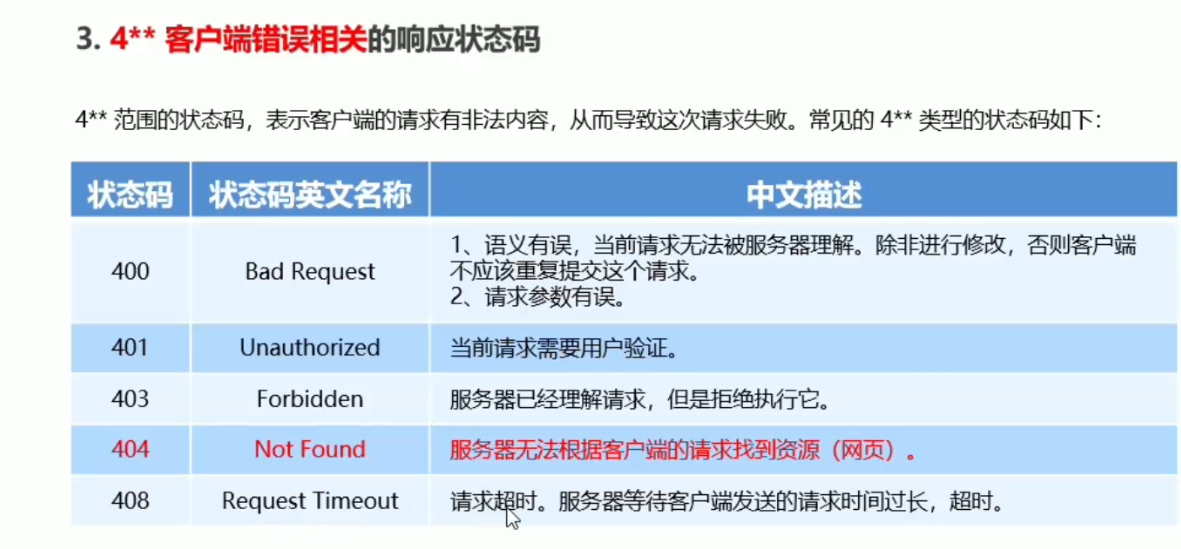 3. 4** 客户端错误相关的响应状态码
4** 范围的状态码，表示客户端的请求有非法内容，从而导致这次请求失败。常见的 4** 类型的状态码如下：
状态码 状态码英文名称 中文描述
400 Bad Request 1、语义有误，当前请求无法被服务器理解。除非进行修改，否则客户端
不应该重复提交这个请求。
2、请求参数有误。
401 Unauthorized 当前请求需要用户验证。
403 Forbidden 服务器已经理解请求，但是拒绝执行它。
404 Not Found 服务器无法根据客户端的请求找到资源（网页）。
408 Request Timeout 请求超时。服务器等待客户端发送的请求时间过长，超时。